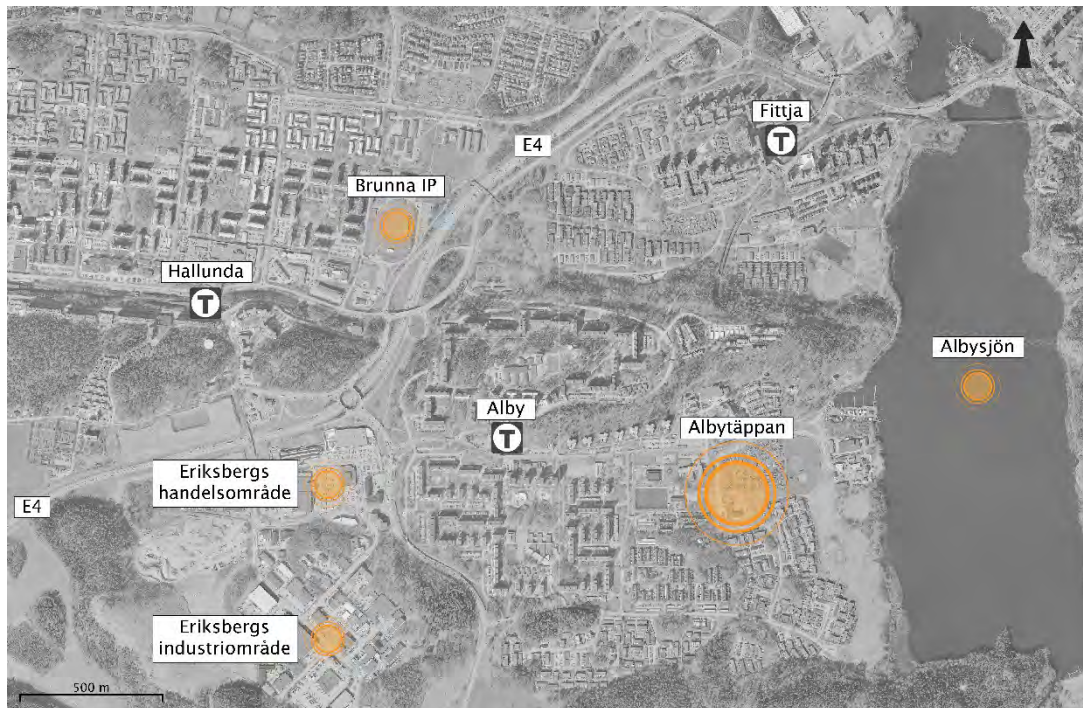 Fittja
T
E4
Brunna IP
Hallunda
T
Albysjön
Alby
T
Albytäppan
Eriksbergs
handelsområde
E4
Eriksbergs
industriområde
500 m